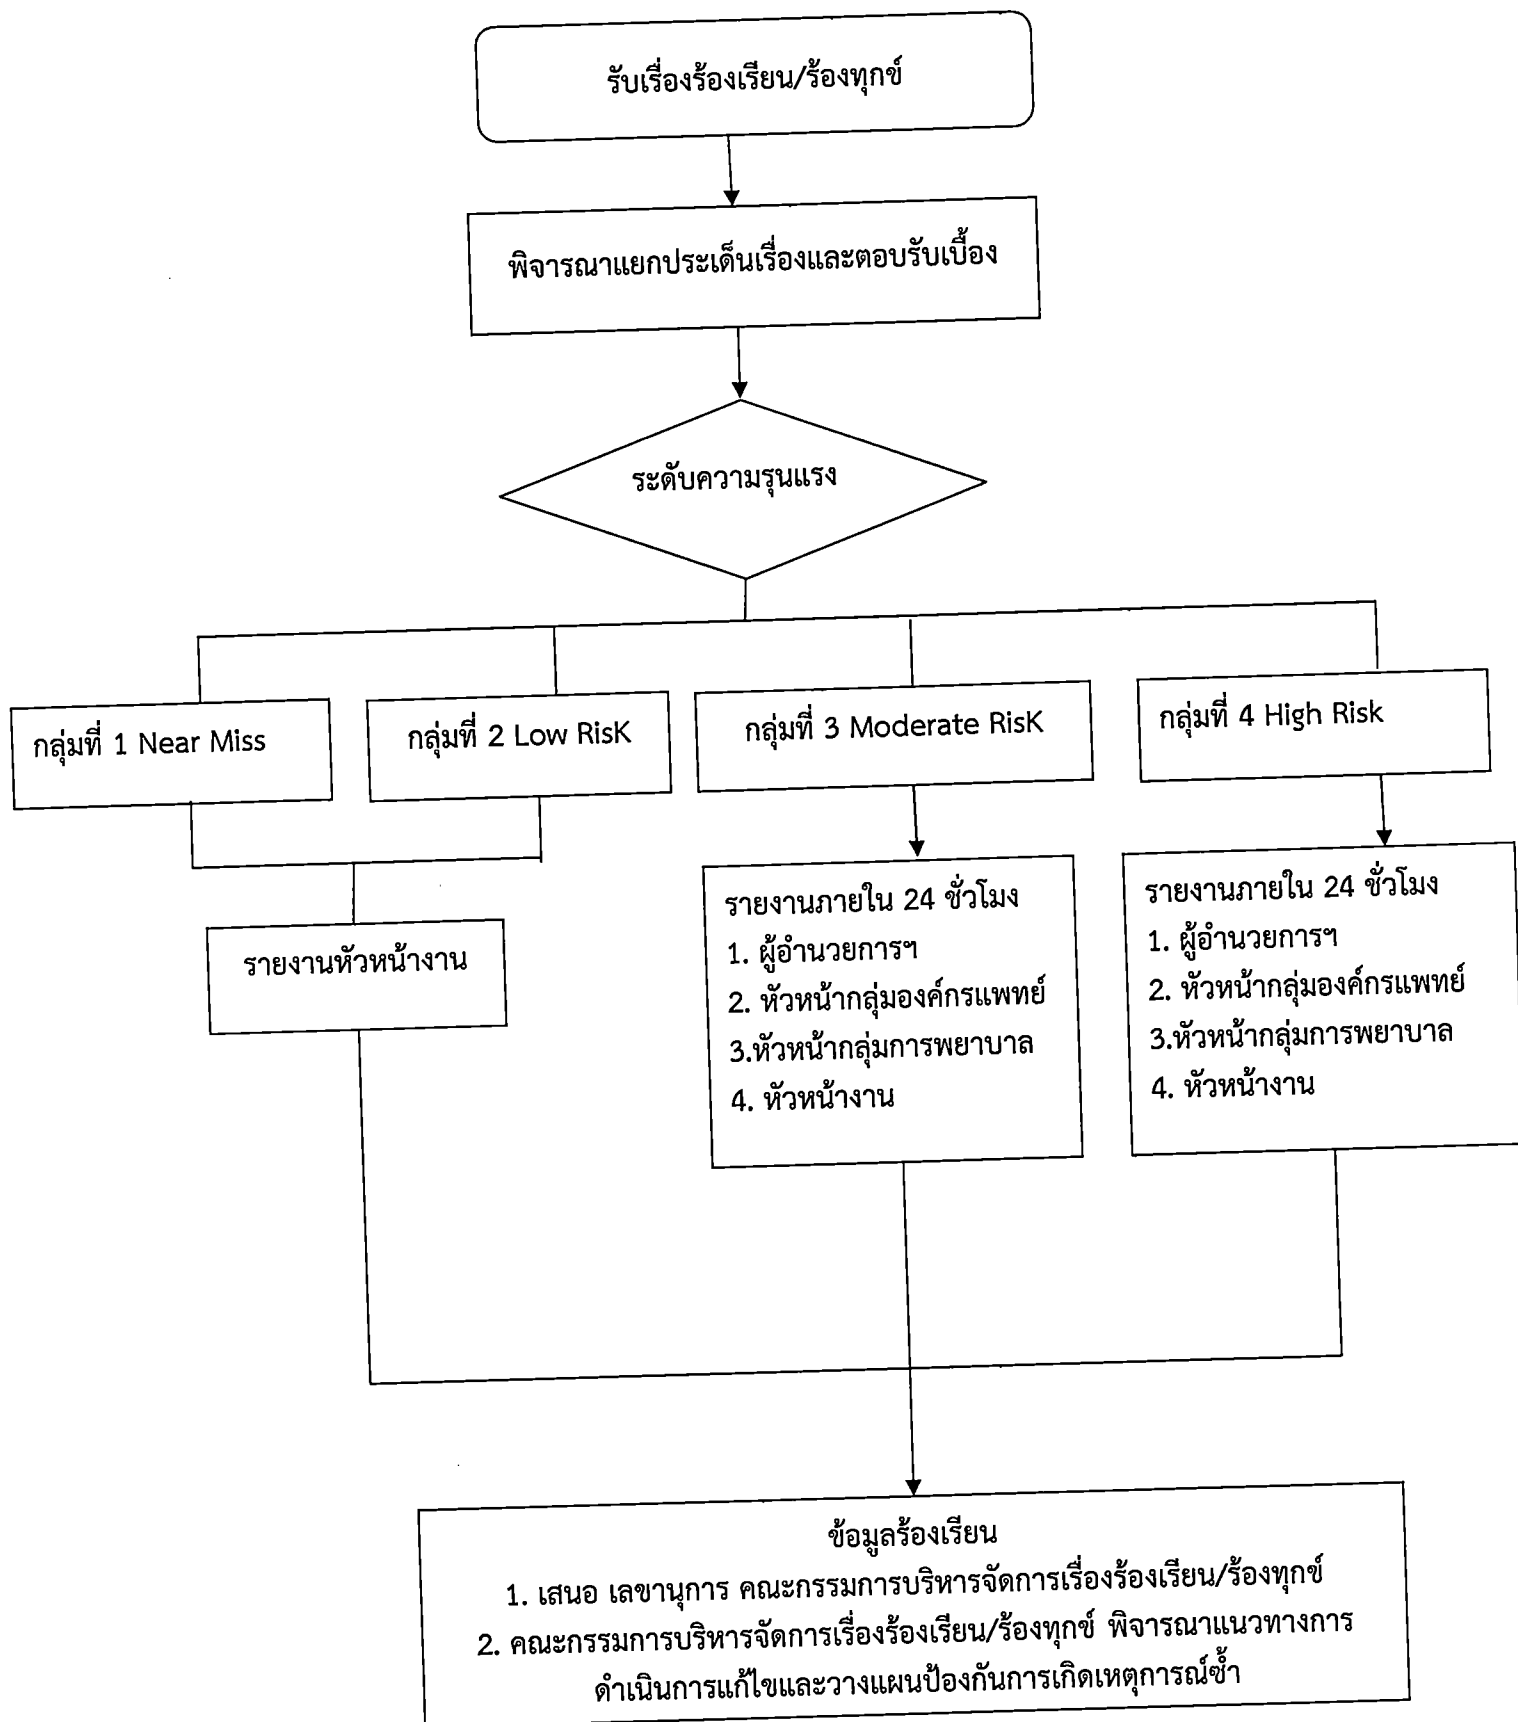 รับเรื่องร้องเรียน/ร้องทุกข์
พิจารณาแยกประเด็นเรื่องและตอบรับเบื้อง
ระดับความรุนแรง
กลุ่มที่ 1 Near Miss
กลุ่มที่ 2 Low RisK
กลุ่มที่ 3 Moderate RisK
กลุ่มที่ 4 High Risk
รายงานหัวหน้างาน
รายงานภายใน 24 ชั่วโมง
1. ผู้อำนวยการฯ
2. หัวหน้ากลุ่มองค์กรแพทย์
3.หัวหน้ากลุ่มการพยาบาล
4. หัวหน้างาน
รายงานภายใน 24 ชั่วโมง
1. ผู้อำนวยการฯ
2. หัวหน้ากลุ่มองค์กรแพทย์
3.หัวหน้ากลุ่มการพยาบาล
4. หัวหน้างาน
ข้อมูลร้องเรียน
1. เสนอ เลขานุการ คณะกรรมการบริหารจัดการเรื่องร้องเรียน/ร้องทุกข์
2. คณะกรรมการบริหารจัดการเรื่องร้องเรียน/ร้องทุกข์ พิจารณาแนวทางการ
ดำเนินการแก้ไขและวางแผนป้องกันการเกิดเหตุการณ์ซ้ำ